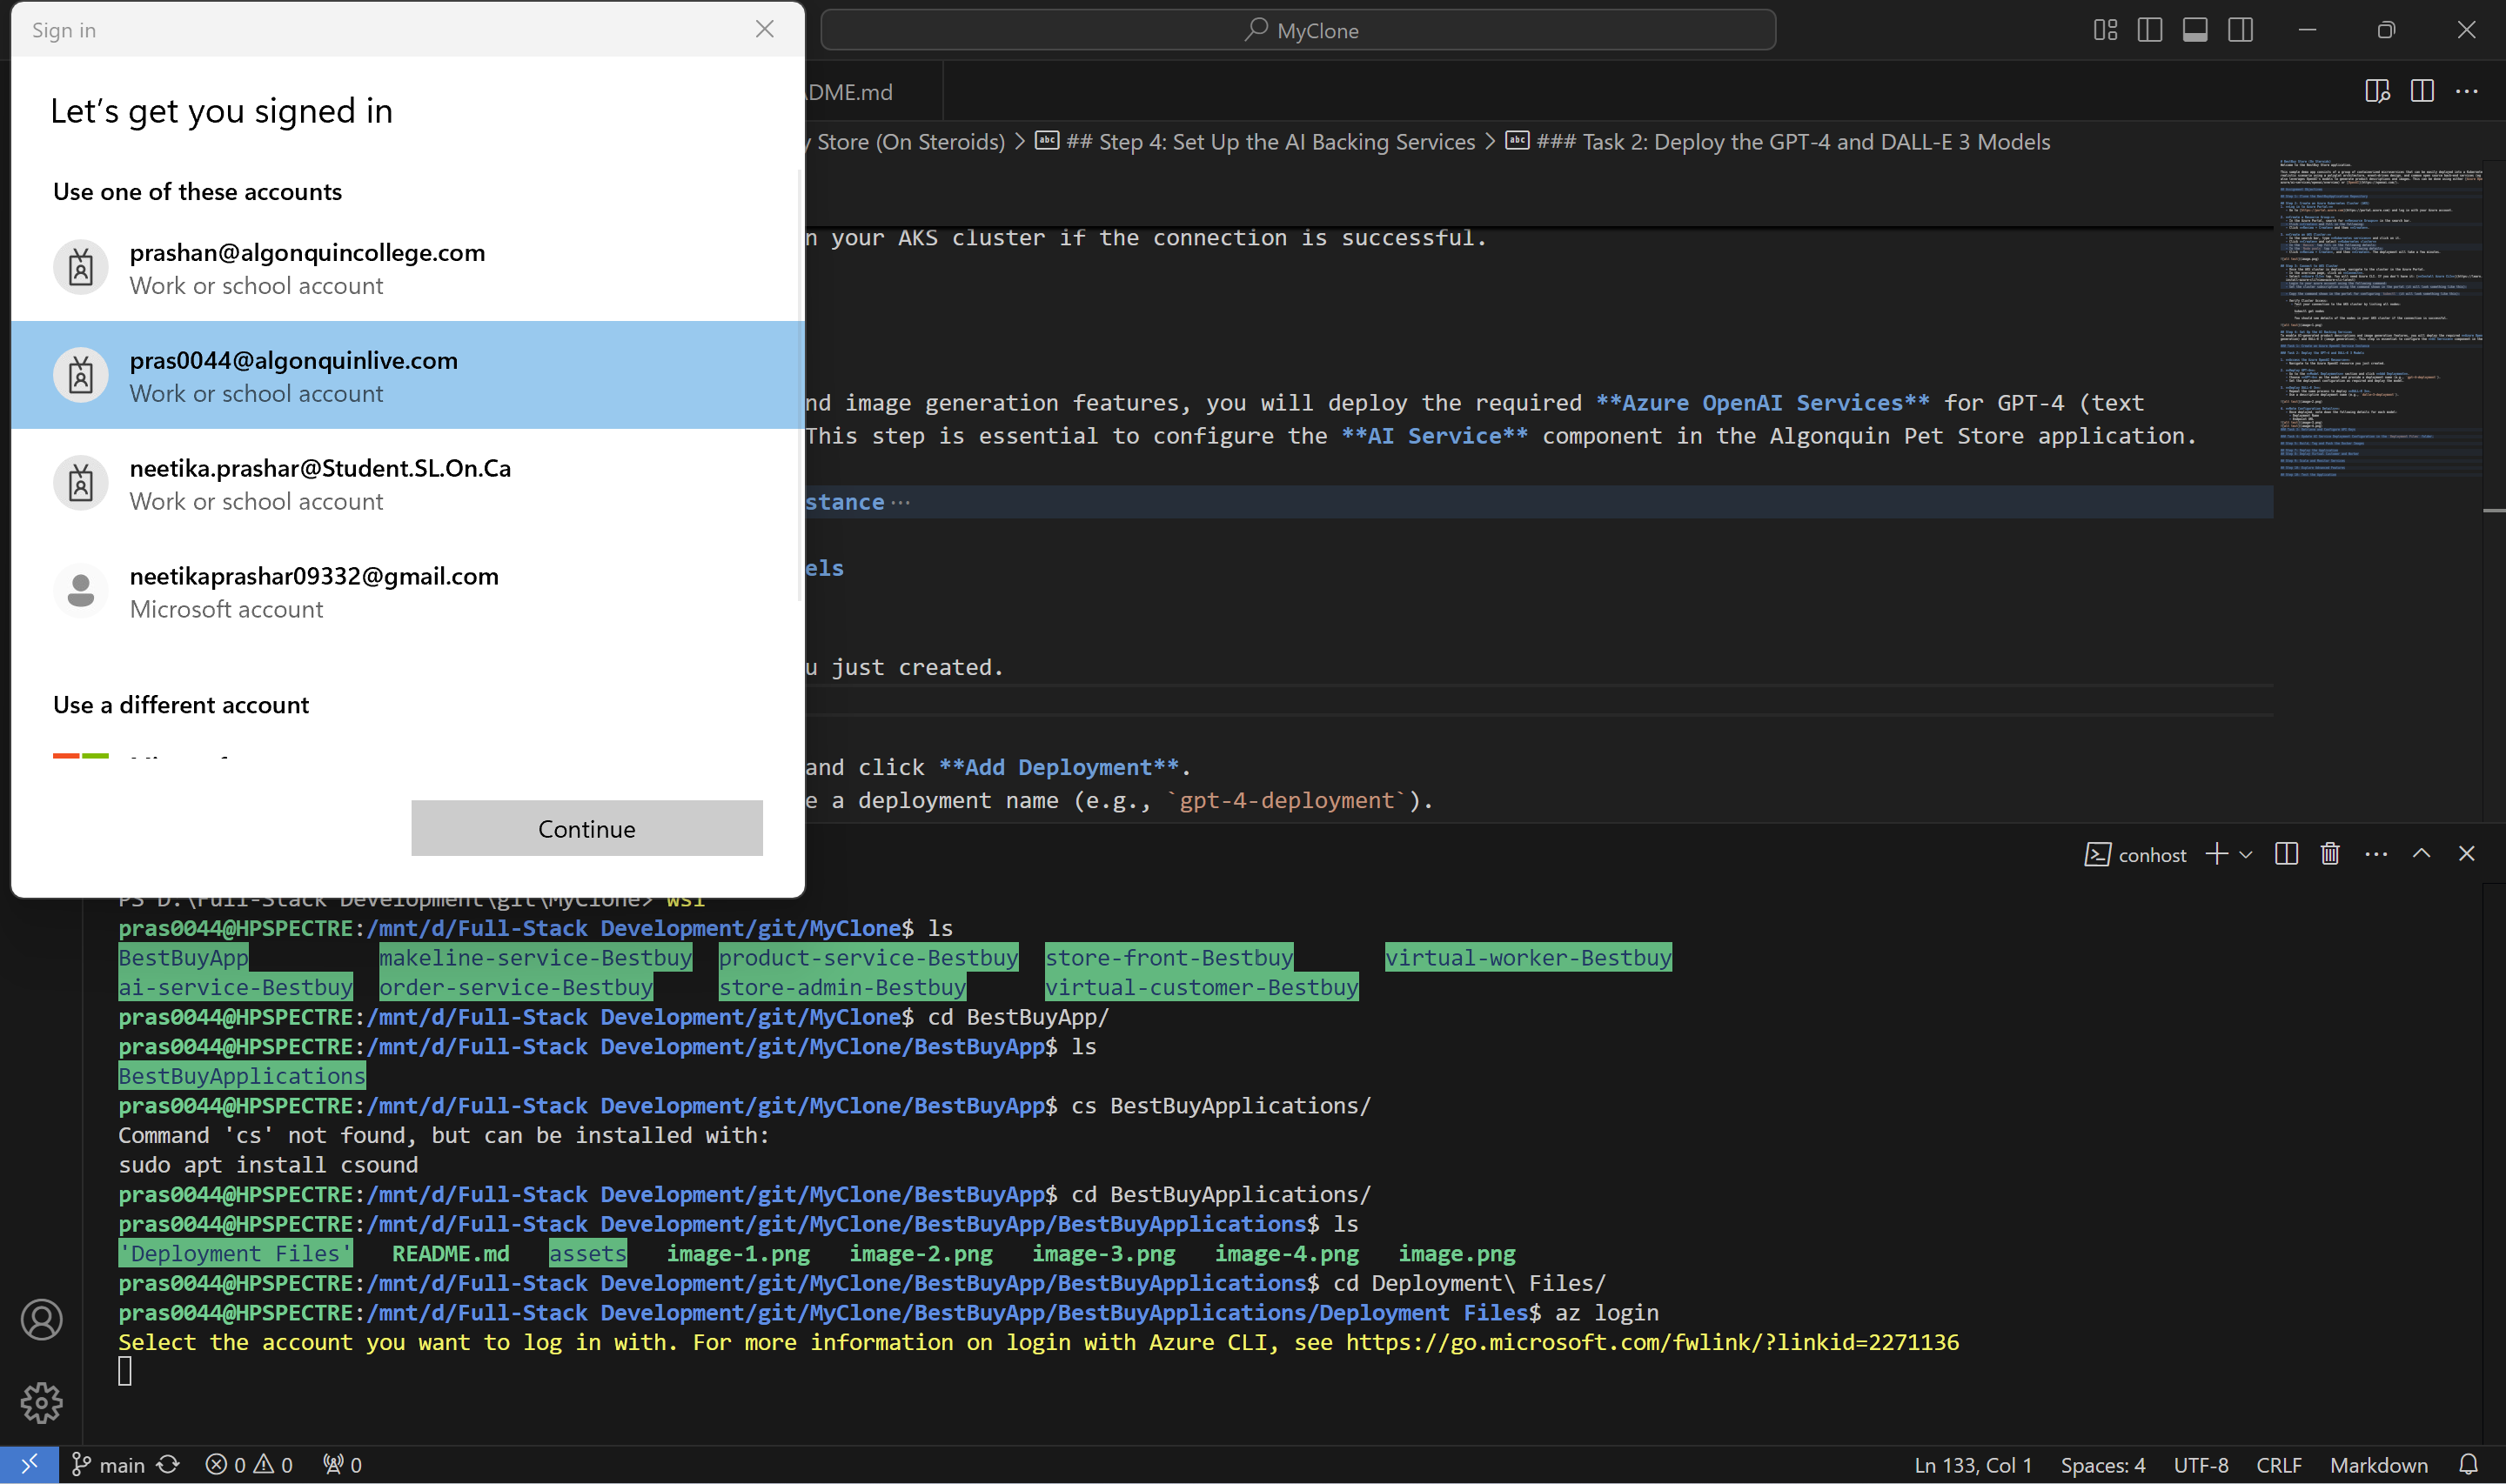 Sign in
MyClone
Let's get you signed in
Use one of these accounts
prashan@algonquincollege.com
Work or school account
pras0044@algonquinlive.com
Work or school account
neetika.prashar@Student.SL.On.Ca
Work or school account
neetikaprashar09332@gmail.com
Microsoft account
Use a different account
Continue
DME.md
Store (On Steroids) > ## Step 4: Set Up the AI Backing Services > ### Task 2: Deploy the GPT-4 and DALL-E 3 Models
n your AKS cluster if the connection is successful.
nd image generation features, you will deploy the required **Azure OpenAI Services** for GPT-4 (text
This step is essential to configure the **AI Service** component in the Algonquin Pet Store application.
stance ···
els
u just created.
and click **Add Deployment**.
e a deployment name (e.g., `gpt-4-deployment`).
conhost
PS D:\Full-Stack Development\git\MyClone> wsl
pras0044@HPSPECTRE:/mnt/d/Full-Stack Development/git/MyClone$ ls
BestBuyApp makeline-service-Bestbuy product-service-Bestbuy store-front-Bestbuy virtual-worker-Bestbuy
ai-service-Bestbuy order-service-Bestbuy store-admin-Bestbuy virtual-customer-Bestbuy
pras0044@HPSPECTRE:/mnt/d/Full-Stack Development/git/MyClone$ cd BestBuyApp/
pras0044@HPSPECTRE:/mnt/d/Full-Stack Development/git/MyClone/BestBuyApp$ ls
BestBuyApplications
pras0044@HPSPECTRE:/mnt/d/Full-Stack Development/git/MyClone/BestBuyApp$ cs BestBuyApplications/
Command 'cs' not found, but can be installed with:
sudo apt install csound
pras0044@HPSPECTRE:/mnt/d/Full-Stack Development/git/MyClone/BestBuyApp$ cd BestBuyApplications/
pras0044@HPSPECTRE:/mnt/d/Full-Stack Development/git/MyClone/BestBuyApp/BestBuyApplications$ ls
'Deployment Files' README.md assets image-1.png image-2.png image-3.png image-4.png image.png
pras0044@HPSPECTRE:/mnt/d/Full-Stack Development/git/MyClone/BestBuyApp/BestBuyApplications$ cd Deployment\ Files/
pras0044@HPSPECTRE:/mnt/d/Full-Stack Development/git/MyClone/BestBuyApp/BestBuyApplications/Deployment Files$ az login
Select the account you want to log in with. For more information on login with Azure CLI, see https://go.microsoft.com/fwlink/?linkid=2271136
main 0 0 0 Ln 133, Col 1 Spaces: 4 UTF-8 CRLF Markdown